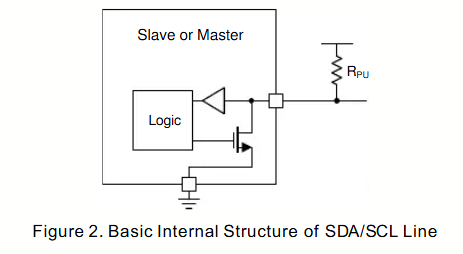 Slave or Master
RPU
Logic
Figure 2. Basic Internal Structure of SDA/SCL Line